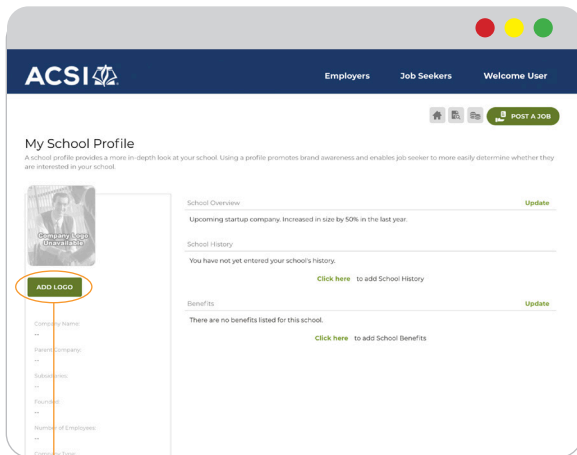 ACSI
Employers Job Seekers Welcome User
POST A JOB
My School Profile
A school profile provides a more in-depth look at your school. Using a profile promotes brand awareness and enables job seeker to more easily determine whether they
are interested in your school.
Company Logo
Unavailable
ADD LOGO
Company Name:
--
Parent Company:
--
Subsidiaries:
--
Founded:
--
Number of Employees:
--
Company Type:
School Overview Update
Upcoming startup company. Increased in size by 50% in the last year.
School History
You have not yet entered your school's history.
Click here to add School History
Benefits Update
There are no benefits listed for this school.
Click here to add School Benefits